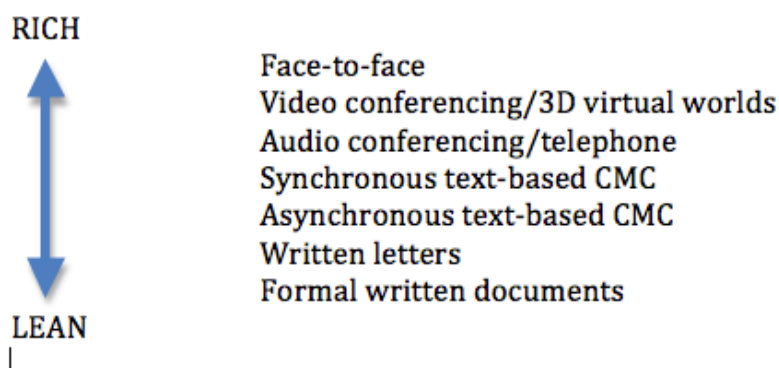 RICH
Face-to-face
Video conferencing/3D virtual worlds
Audio conferencing/telephone
Synchronous text-based CMC
Asynchronous text-based CMC
Written letters
Formal written documents
LEAN